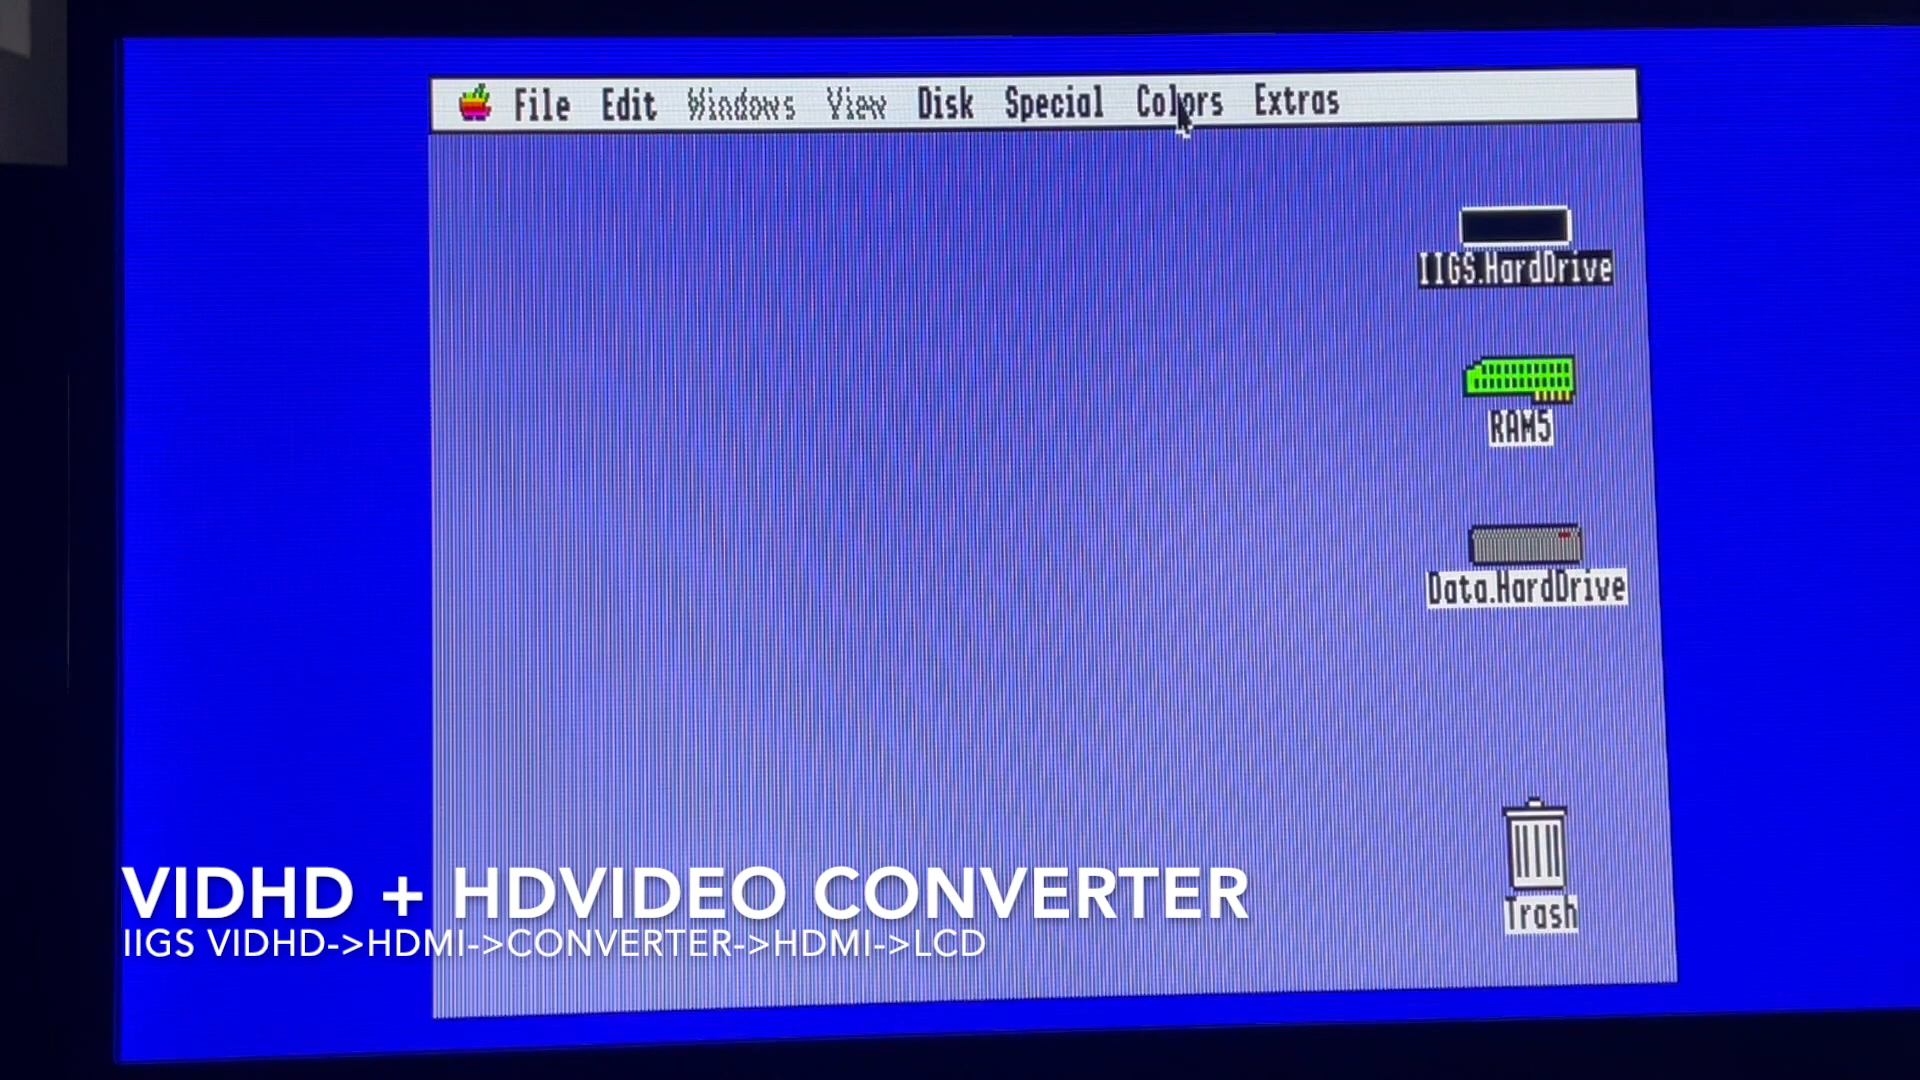 File Edit Windows View Disk Special Colors Extras
IIGS.HardDrive
RAM5
Data.HardDrive
Trash
VIDHD + HDVIDEO CONVERTER
IIGS VIDHD->HDMI->CONVERTER->HDMI->LCD